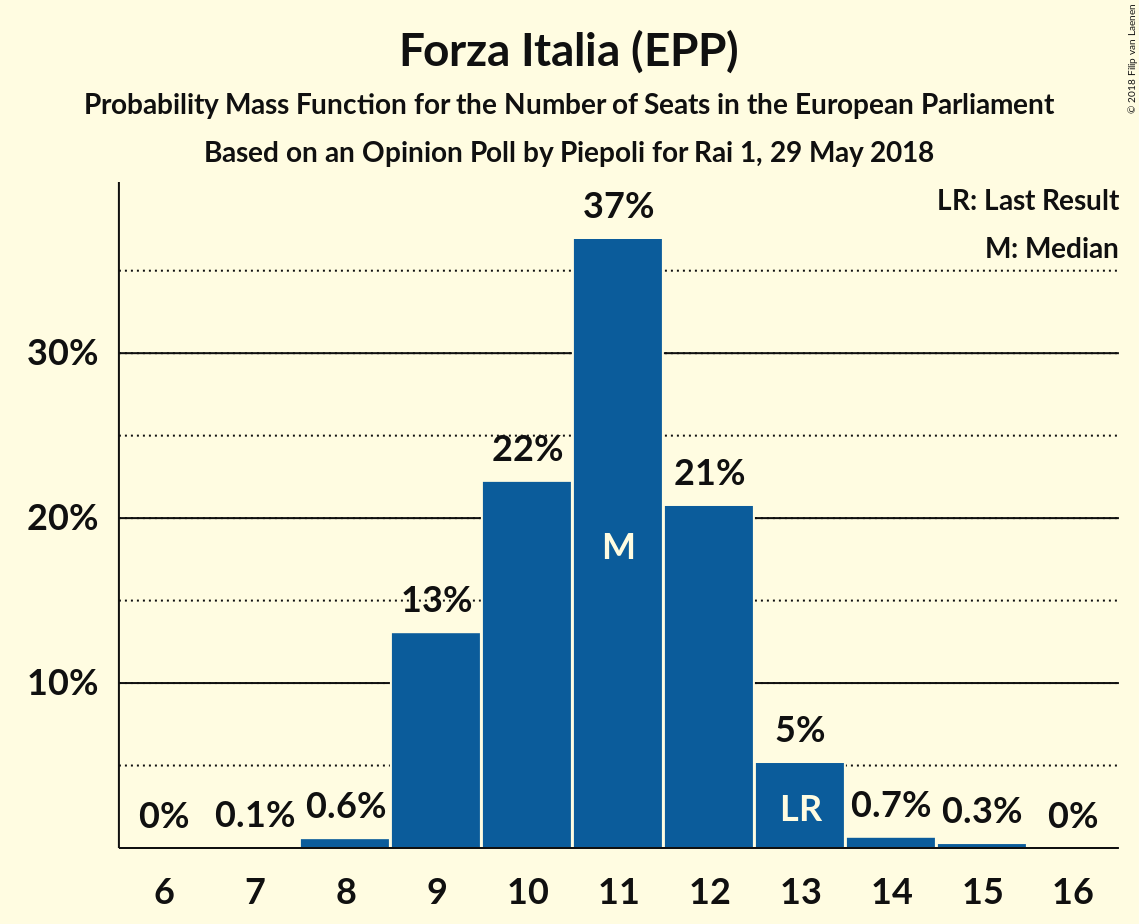 Forza Italia (EPP)
Probability Mass Function for the Number of Seats in the European Parliament
Based on an Opinion Poll by Piepoli for Rai 1, 29 May 2018
© 2018 Filip van Laenen
LR: Last Result
M: Median
37%
30%
22%
21%
20%
M
13%
10%
5%
0%
0.1%
0.6%
LR
0.7%
0.3%
0%
6 7 8 9 10 11 12 13 14 15 16